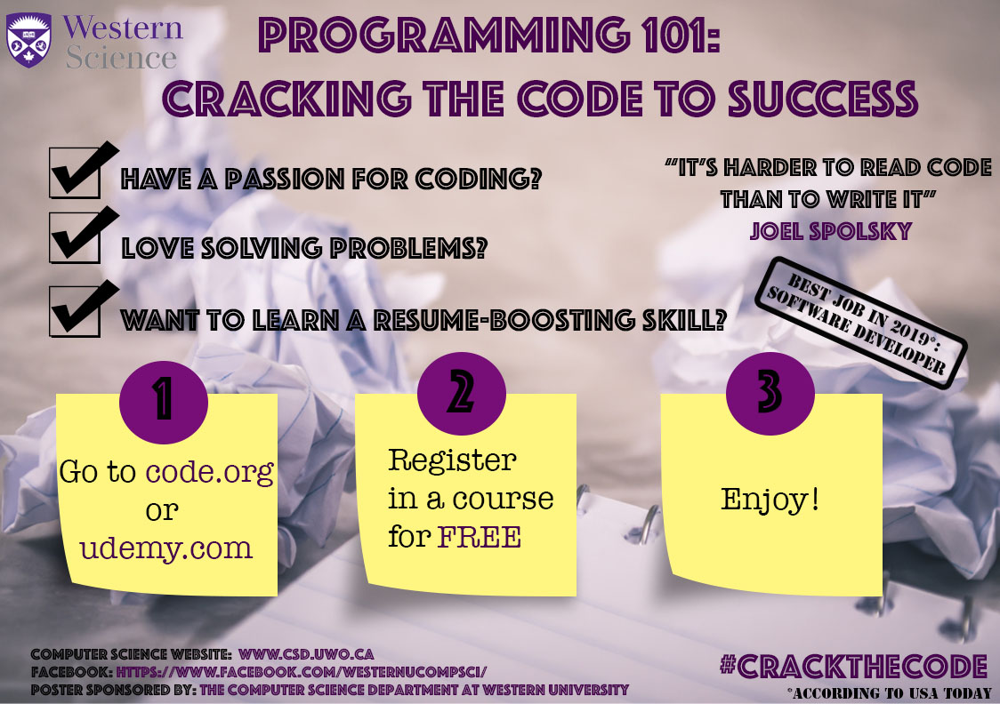 Western
Science
PROGRAMMING 101:
CRACKING THE CODE TO SUCCESS
HAVE A PASSION FOR CODING?
LOVE SOLVING PROBLEMS?
WANT TO LEARN A RESUME-BOOSTING SKILL?
"IT'S HARDER TO READ CODE
THAN TO WRITE IT"
JOEL SPOLSKY
BEST JOB IN 2019*:
SOFTWARE DEVELOPER
1
Go to code.org
or
udemy.com
2
Register
in a course
for FREE
3
Enjoy!
COMPUTER SCIENCE WEBSITE: WWW.CSD.UWO.CA
FACEBOOK: HTTPS://WWW.FACEBOOK.COM/WESTERNUCOMPSCI/
POSTER SPONSORED BY: THE COMPUTER SCIENCE DEPARTMENT AT WESTERN UNIVERSITY
#CRACKTHECODE
*ACCORDING TO USA TODAY